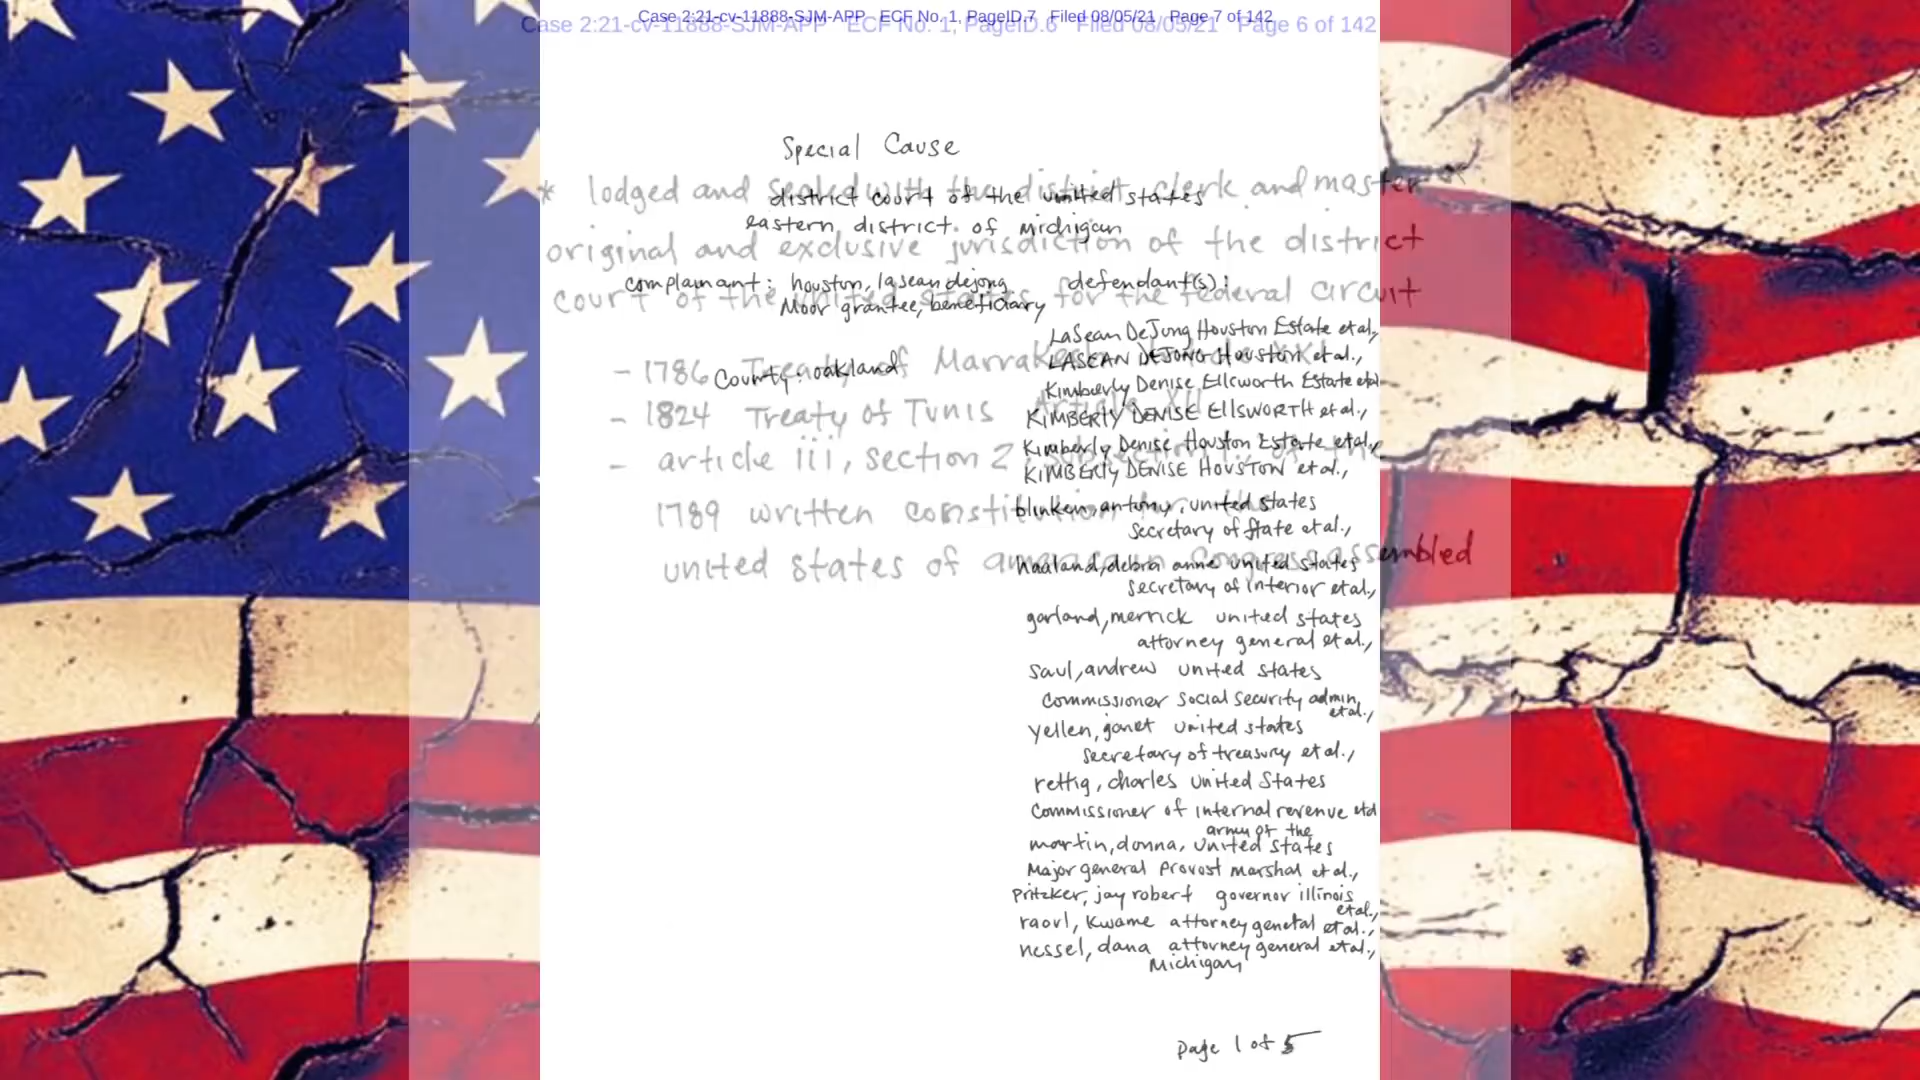 Case 2:21-cv-11888-SJM-APP ECF No. 1, PageID.7 Filed 08/05/21 Page 7 of 142
Case 2:21-cv-11888-SJM-APP ECF No. 1, PageID.6 Filed 08/05/21 Page 6 of 142
Special Cause
* lodged and sealed with the district clerk and master
district court of the united states
eastern district of michigan
original and exclusive jurisdiction of the district
complainant: houston, lasean dejong defendant(s):
court of the united states for the federal circuit
Moor grantee, beneficiary
LaSean DeJong Houston Estate et al.,
- 1786 Treaty of Marrakesh
LASEAN DEJONG Houston et al.,
County: oakland
Kimberly Denise Ellsworth Estate et al
- 1824 Treaty of Tunis Article XII
KIMBERLY DENISE EllSWORTH et al.,
Kimberly Denise Houston Estate et al.,
- article iii, section 2, of the
KIMBERLY DENISE HOUSTON et al.,
1789 written constitution for the
blinken, antony, united states
secretary of state et al.,
united states of america in congress assembled
haaland, debra anne united states
secretary of interior et al.,
garland, merrick united states
attorney general et al.,
saul, andrew united states
commissioner social security admin,
et al.,
yellen, janet united states
secretary of treasury et al.,
rettig, charles united States
Commissioner of internal revenue etal
army of the
martin, donna, united states
Major general Provost marshal et al.,
Pritzker, jay robert governor illinois
et al.,
raoul, Kwame attorney general et al.,
nessel, dana attorney general et al.,
Michigan
page 1 of 5